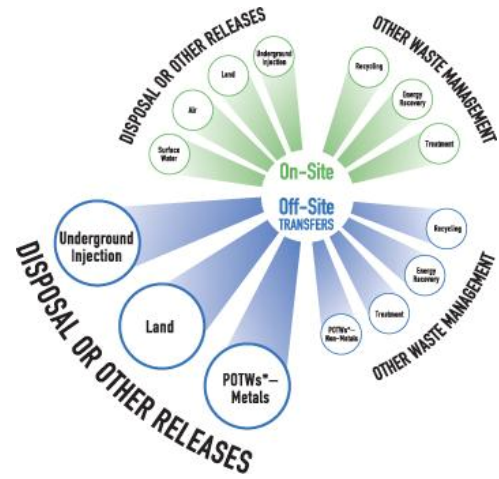 DISPOSAL OR OTHER RELEASES
Surface
Water
Air
Land
Underground
Injection
OTHER WASTE MANAGEMENT
Recycling
Energy
Recovery
Treatment
On-Site
Off-Site
TRANSFERS
DISPOSAL OR OTHER RELEASES
Underground
Injection
Land
POTWs*–
Metals
OTHER WASTE MANAGEMENT
Recycling
Energy
Recovery
Treatment
POTWs*–
Non-Metals